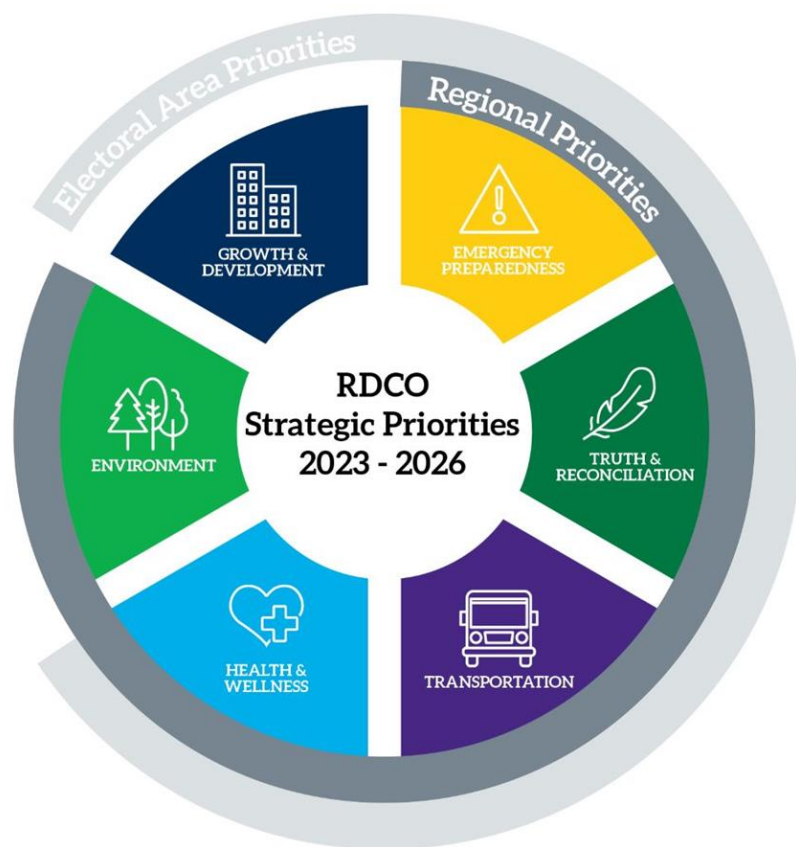 Electoral Area Priorities
Regional Priorities
GROWTH &
DEVELOPMENT
EMERGENCY
PREPAREDNESS
RDCO
Strategic Priorities
2023 - 2026
ENVIRONMENT
TRUTH &
RECONCILIATION
HEALTH &
WELLNESS
TRANSPORTATION